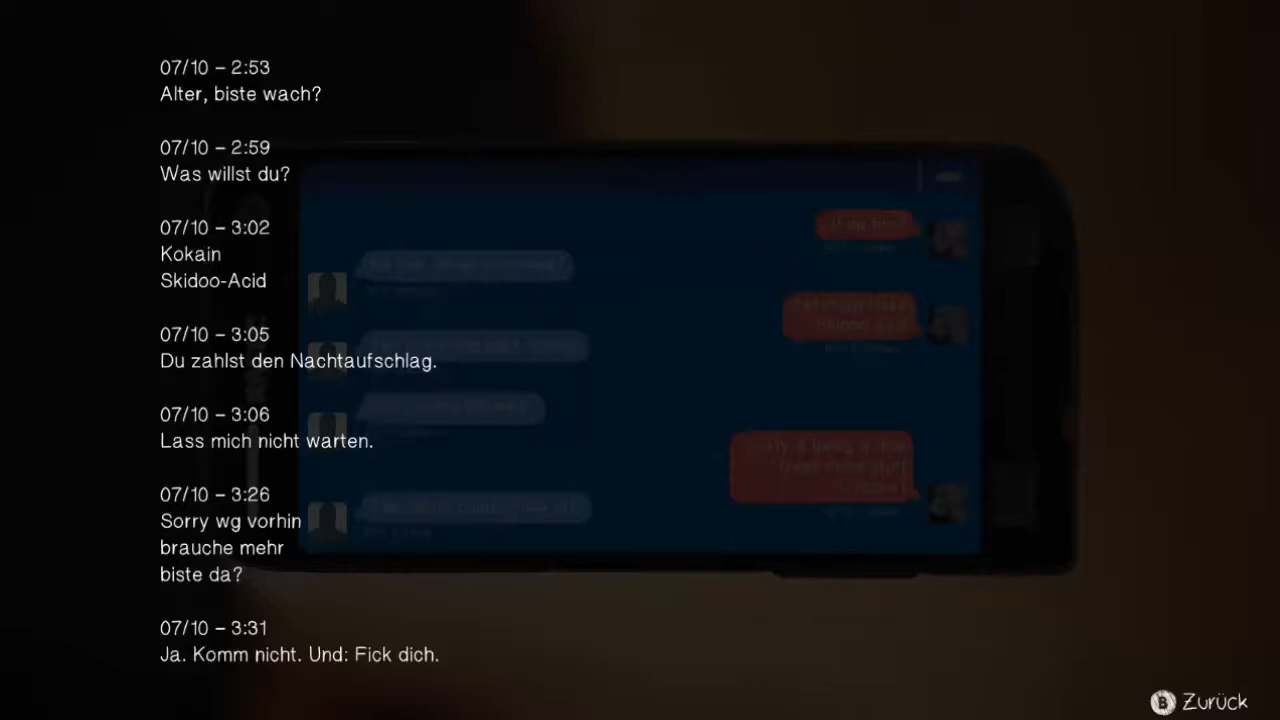 07/10 – 2:53
Alter, biste wach?
07/10 – 2:59
Was willst du?
07/10 – 3:02
Kokain
Skidoo-Acid
07/10 – 3:05
Du zahlst den Nachtaufschlag.
07/10 – 3:06
Lass mich nicht warten.
07/10 – 3:26
Sorry wg vorhin
brauche mehr
biste da?
07/10 – 3:31
Ja. Komm nicht. Und: Fick dich.
B Zurück